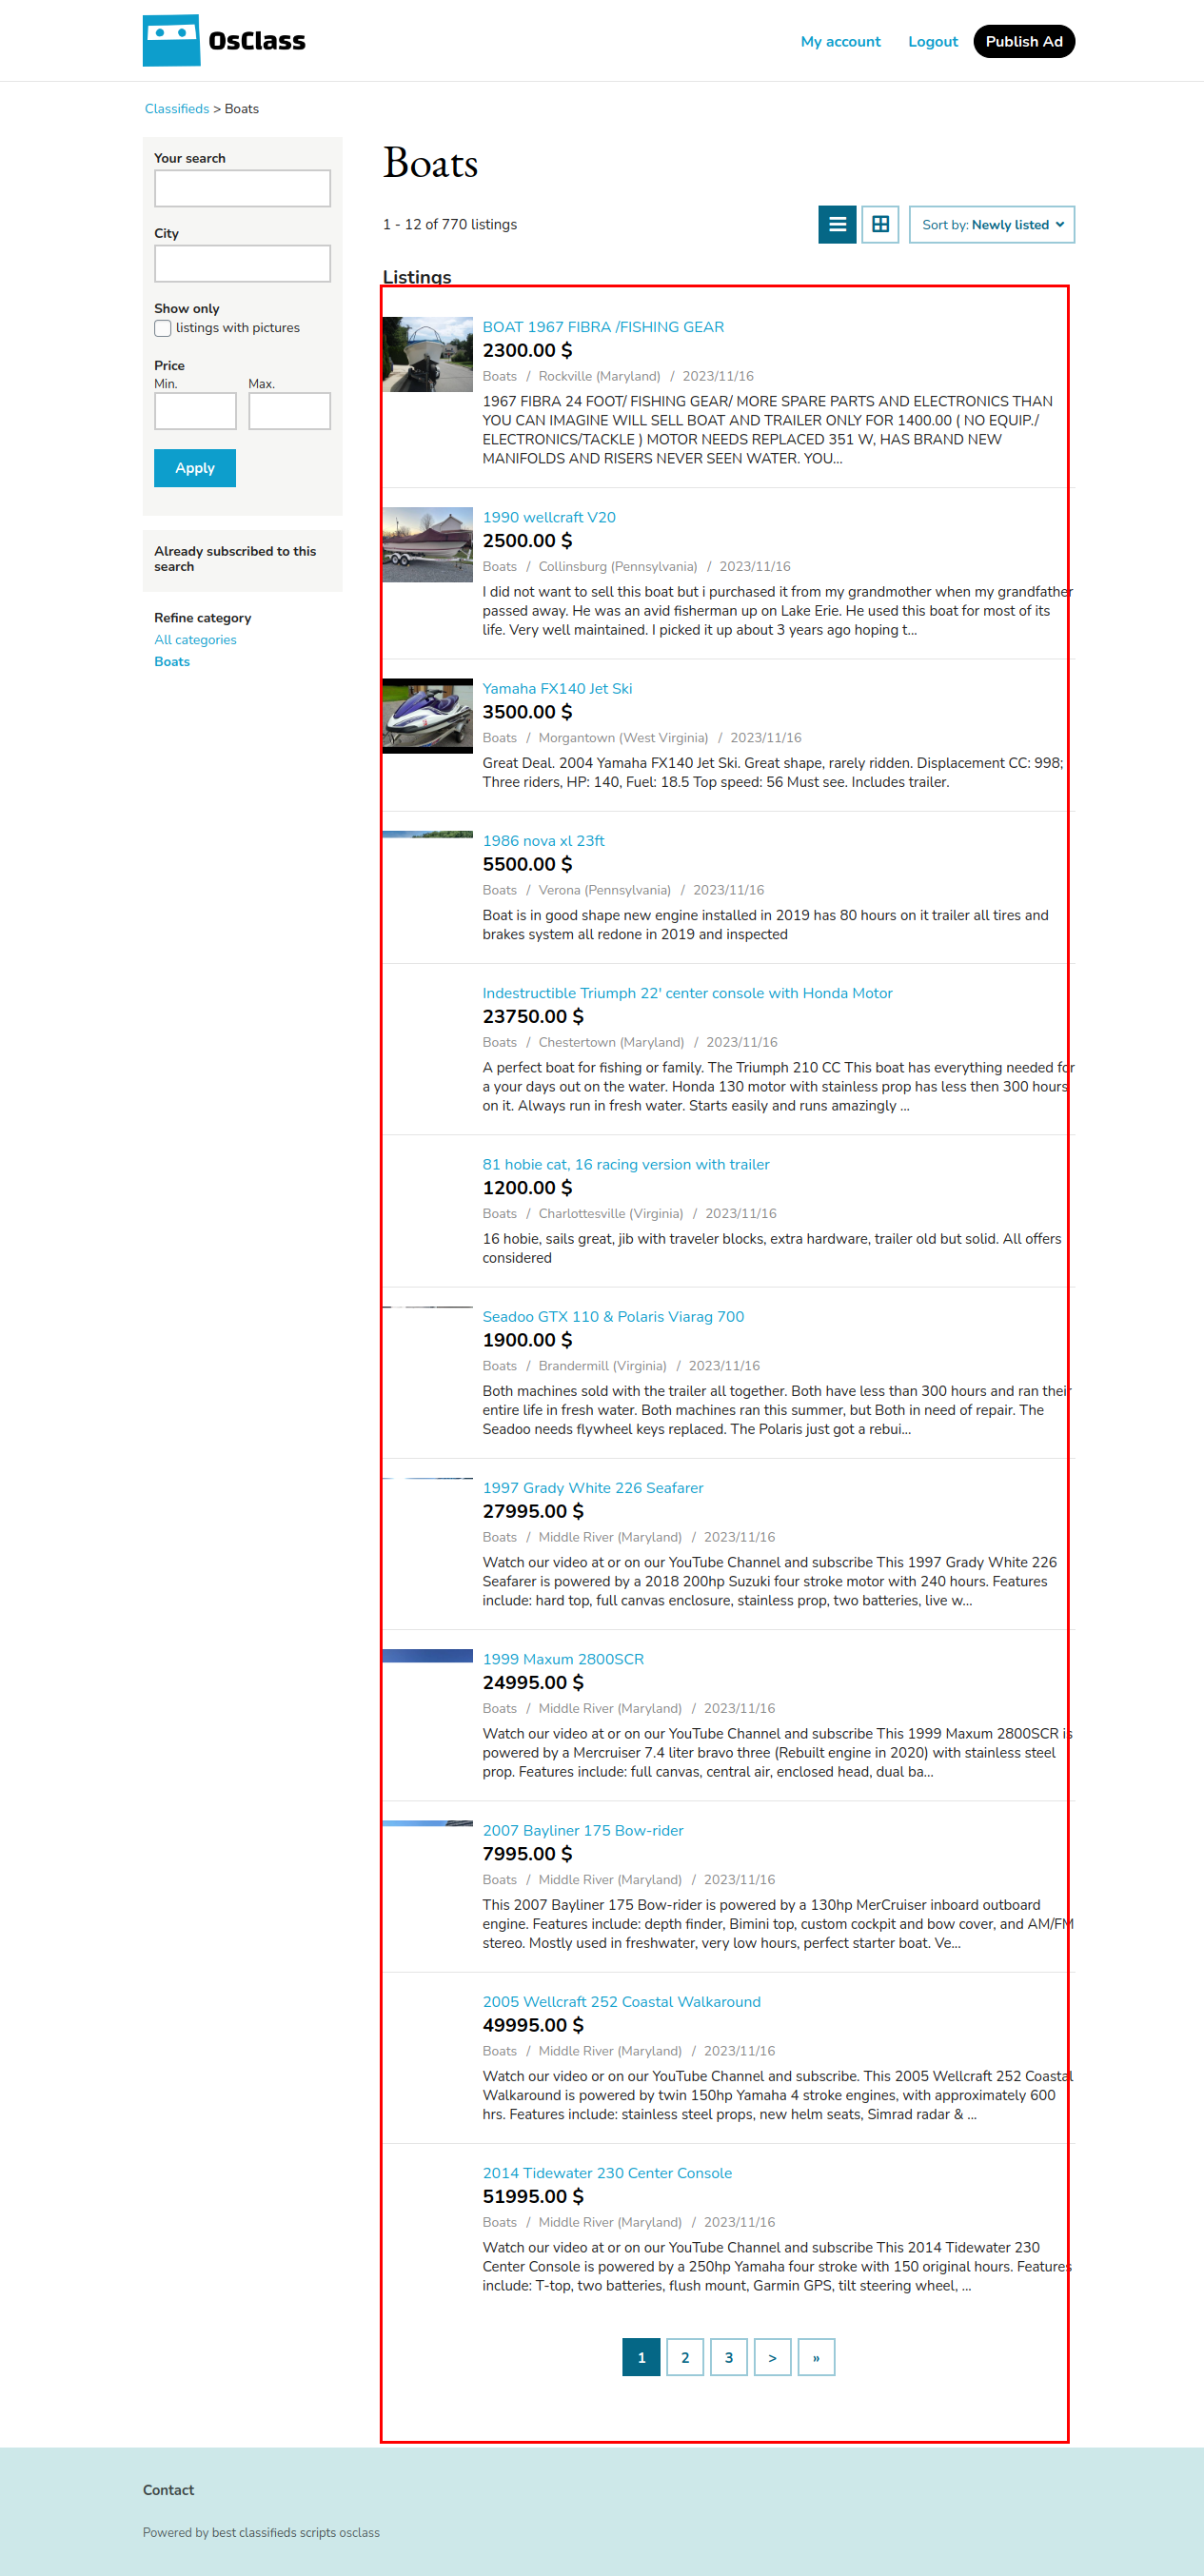 OsClass
My account
Logout
Publish Ad
Classifieds > Boats
Your search
City
Show only
listings with pictures
Price
Min.
Max.
Apply
Already subscribed to this
search
Refine category
All categories
Boats
Boats
1 - 12 of 770 listings
Sort by: Newly listed
Listings
BOAT 1967 FIBRA /FISHING GEAR
2300.00 $
Boats / Rockville (Maryland) / 2023/11/16
1967 FIBRA 24 FOOT/ FISHING GEAR/ MORE SPARE PARTS AND ELECTRONICS THAN
YOU CAN IMAGINE WILL SELL BOAT AND TRAILER ONLY FOR 1400.00 ( NO EQUIP./
ELECTRONICS/TACKLE ) MOTOR NEEDS REPLACED 351 W, HAS BRAND NEW
MANIFOLDS AND RISERS NEVER SEEN WATER. YOU...
1990 wellcraft V20
2500.00 $
Boats / Collinsburg (Pennsylvania) / 2023/11/16
I did not want to sell this boat but i purchased it from my grandmother when my grandfather
passed away. He was an avid fisherman up on Lake Erie. He used this boat for most of its
life. Very well maintained. I picked it up about 3 years ago hoping t...
Yamaha FX140 Jet Ski
3500.00 $
Boats / Morgantown (West Virginia) / 2023/11/16
Great Deal. 2004 Yamaha FX140 Jet Ski. Great shape, rarely ridden. Displacement CC: 998;
Three riders, HP: 140, Fuel: 18.5 Top speed: 56 Must see. Includes trailer.
1986 nova xl 23ft
5500.00 $
Boats / Verona (Pennsylvania) / 2023/11/16
Boat is in good shape new engine installed in 2019 has 80 hours on it trailer all tires and
brakes system all redone in 2019 and inspected
Indestructible Triumph 22' center console with Honda Motor
23750.00 $
Boats / Chestertown (Maryland) / 2023/11/16
A perfect boat for fishing or family. The Triumph 210 CC This boat has everything needed for
a your days out on the water. Honda 130 motor with stainless prop has less then 300 hours
on it. Always run in fresh water. Starts easily and runs amazingly ...
81 hobie cat, 16 racing version with trailer
1200.00 $
Boats / Charlottesville (Virginia) / 2023/11/16
16 hobie, sails great, jib with traveler blocks, extra hardware, trailer old but solid. All offers
considered
Seadoo GTX 110 & Polaris Viarag 700
1900.00 $
Boats / Brandermill (Virginia) / 2023/11/16
Both machines sold with the trailer all together. Both have less than 300 hours and ran their
entire life in fresh water. Both machines ran this summer, but Both in need of repair. The
Seadoo needs flywheel keys replaced. The Polaris just got a rebui...
1997 Grady White 226 Seafarer
27995.00 $
Boats / Middle River (Maryland) / 2023/11/16
Watch our video at or on our YouTube Channel and subscribe This 1997 Grady White 226
Seafarer is powered by a 2018 200hp Suzuki four stroke motor with 240 hours. Features
include: hard top, full canvas enclosure, stainless prop, two batteries, live w...
1999 Maxum 2800SCR
24995.00 $
Boats / Middle River (Maryland) / 2023/11/16
Watch our video at or on our YouTube Channel and subscribe This 1999 Maxum 2800SCR is
powered by a Mercruiser 7.4 liter bravo three (Rebuilt engine in 2020) with stainless steel
prop. Features include: full canvas, central air, enclosed head, dual ba...
2007 Bayliner 175 Bow-rider
7995.00 $
Boats / Middle River (Maryland) / 2023/11/16
This 2007 Bayliner 175 Bow-rider is powered by a 130hp MerCruiser inboard outboard
engine. Features include: depth finder, Bimini top, custom cockpit and bow cover, and AM/FM
stereo. Mostly used in freshwater, very low hours, perfect starter boat. Ve...
2005 Wellcraft 252 Coastal Walkaround
49995.00 $
Boats / Middle River (Maryland) / 2023/11/16
Watch our video or on our YouTube Channel and subscribe. This 2005 Wellcraft 252 Coastal
Walkaround is powered by twin 150hp Yamaha 4 stroke engines, with approximately 600
hrs. Features include: stainless steel props, new helm seats, Simrad radar & ...
2014 Tidewater 230 Center Console
51995.00 $
Boats / Middle River (Maryland) / 2023/11/16
Watch our video at or on our YouTube Channel and subscribe This 2014 Tidewater 230
Center Console is powered by a 250hp Yamaha four stroke with 150 original hours. Features
include: T-top, two batteries, flush mount, Garmin GPS, tilt steering wheel, ...
1 2 3 > »
Contact
Powered by best classifieds scripts osclass